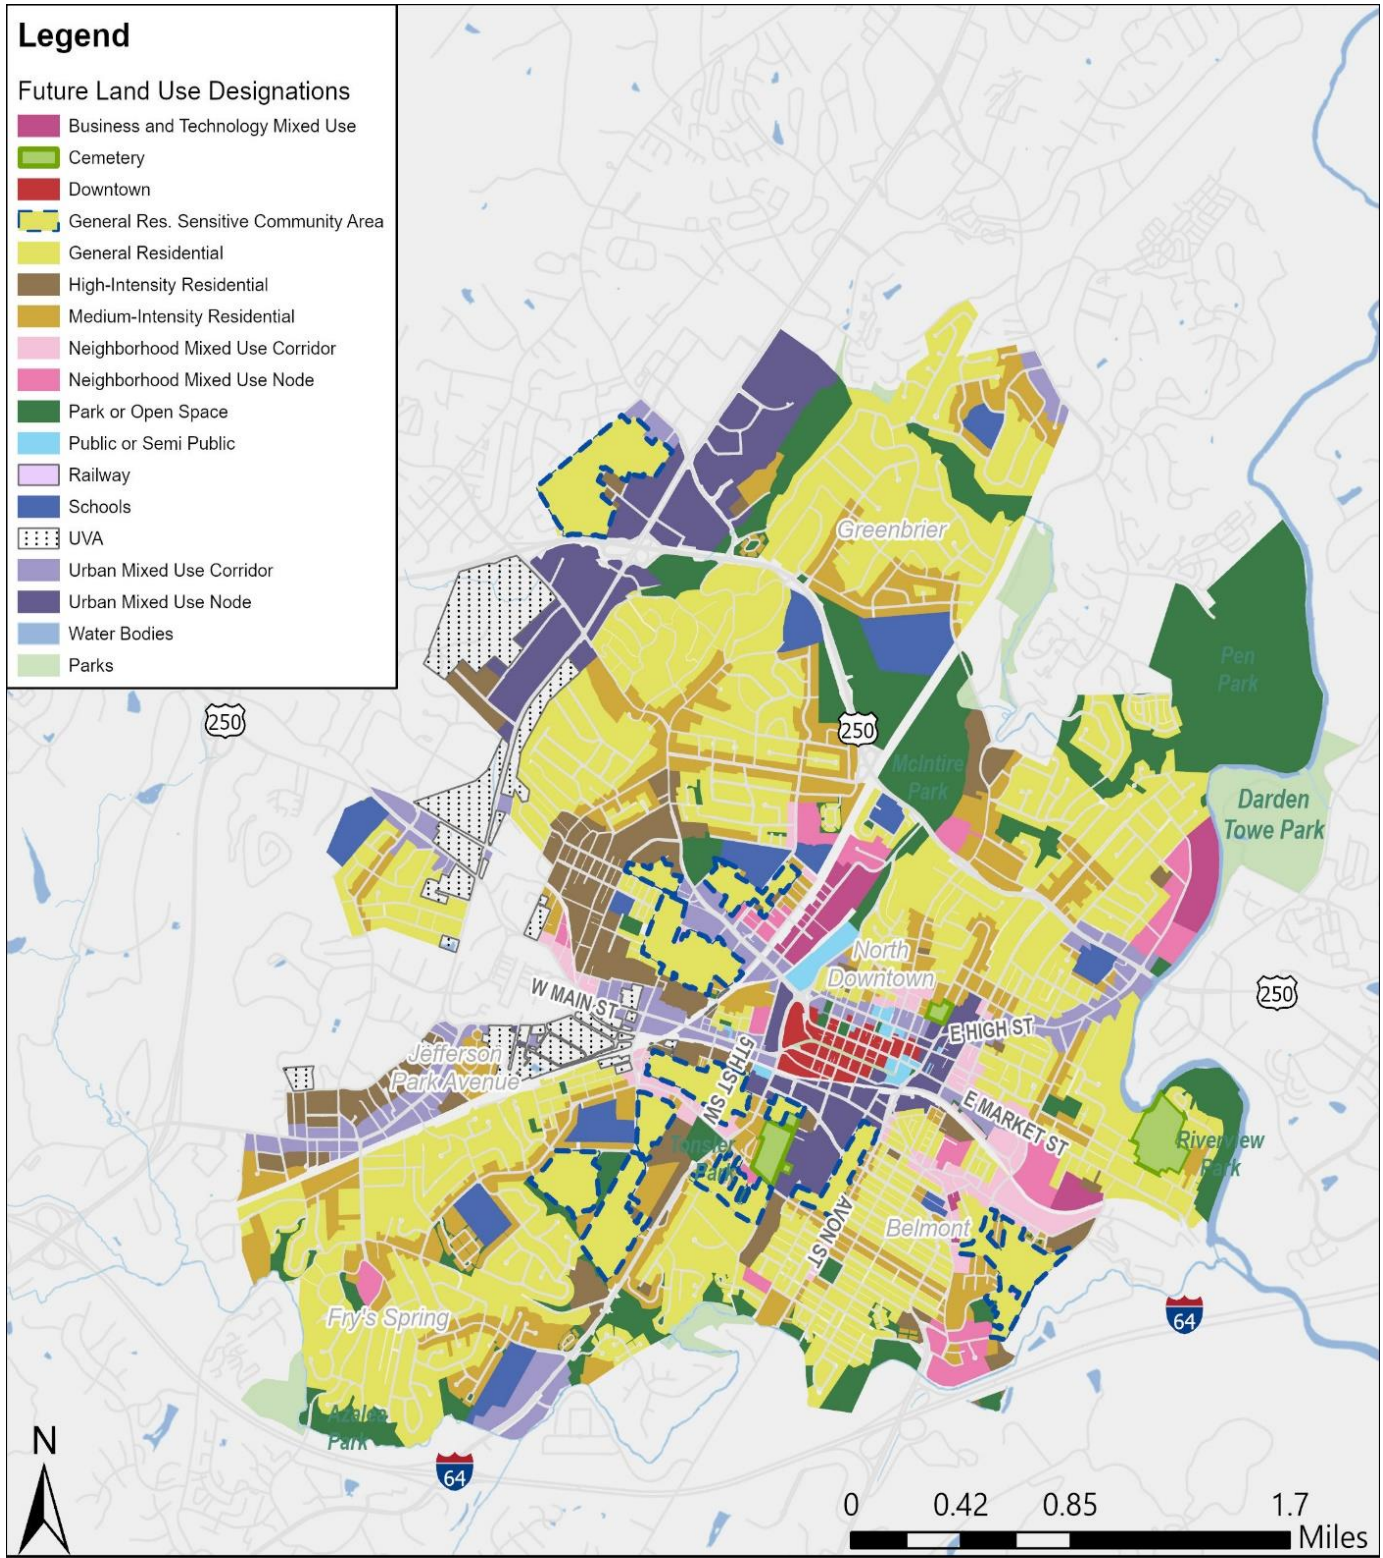 Legend
Future Land Use Designations
Business and Technology Mixed Use
Cemetery
Downtown
General Res. Sensitive Community Area
General Residential
High-Intensity Residential
Medium-Intensity Residential
Neighborhood Mixed Use Corridor
Neighborhood Mixed Use Node
Park or Open Space
Public or Semi Public
Railway
Schools
UVA
Urban Mixed Use Corridor
Urban Mixed Use Node
Water Bodies
Parks
Greenbrier
Pen
Park
250
250
McIntire
Park
Darden
Towe Park
North
Downtown
250
W MAIN ST
E HIGH ST
Jefferson
Park Avenue
5TH ST SW
E MARKET ST
Tonsler
Park
Riverview
Park
AVON ST
Belmont
Fry's Spring
64
Azalea
Park
64
N
0 0.42 0.85 1.7
Miles